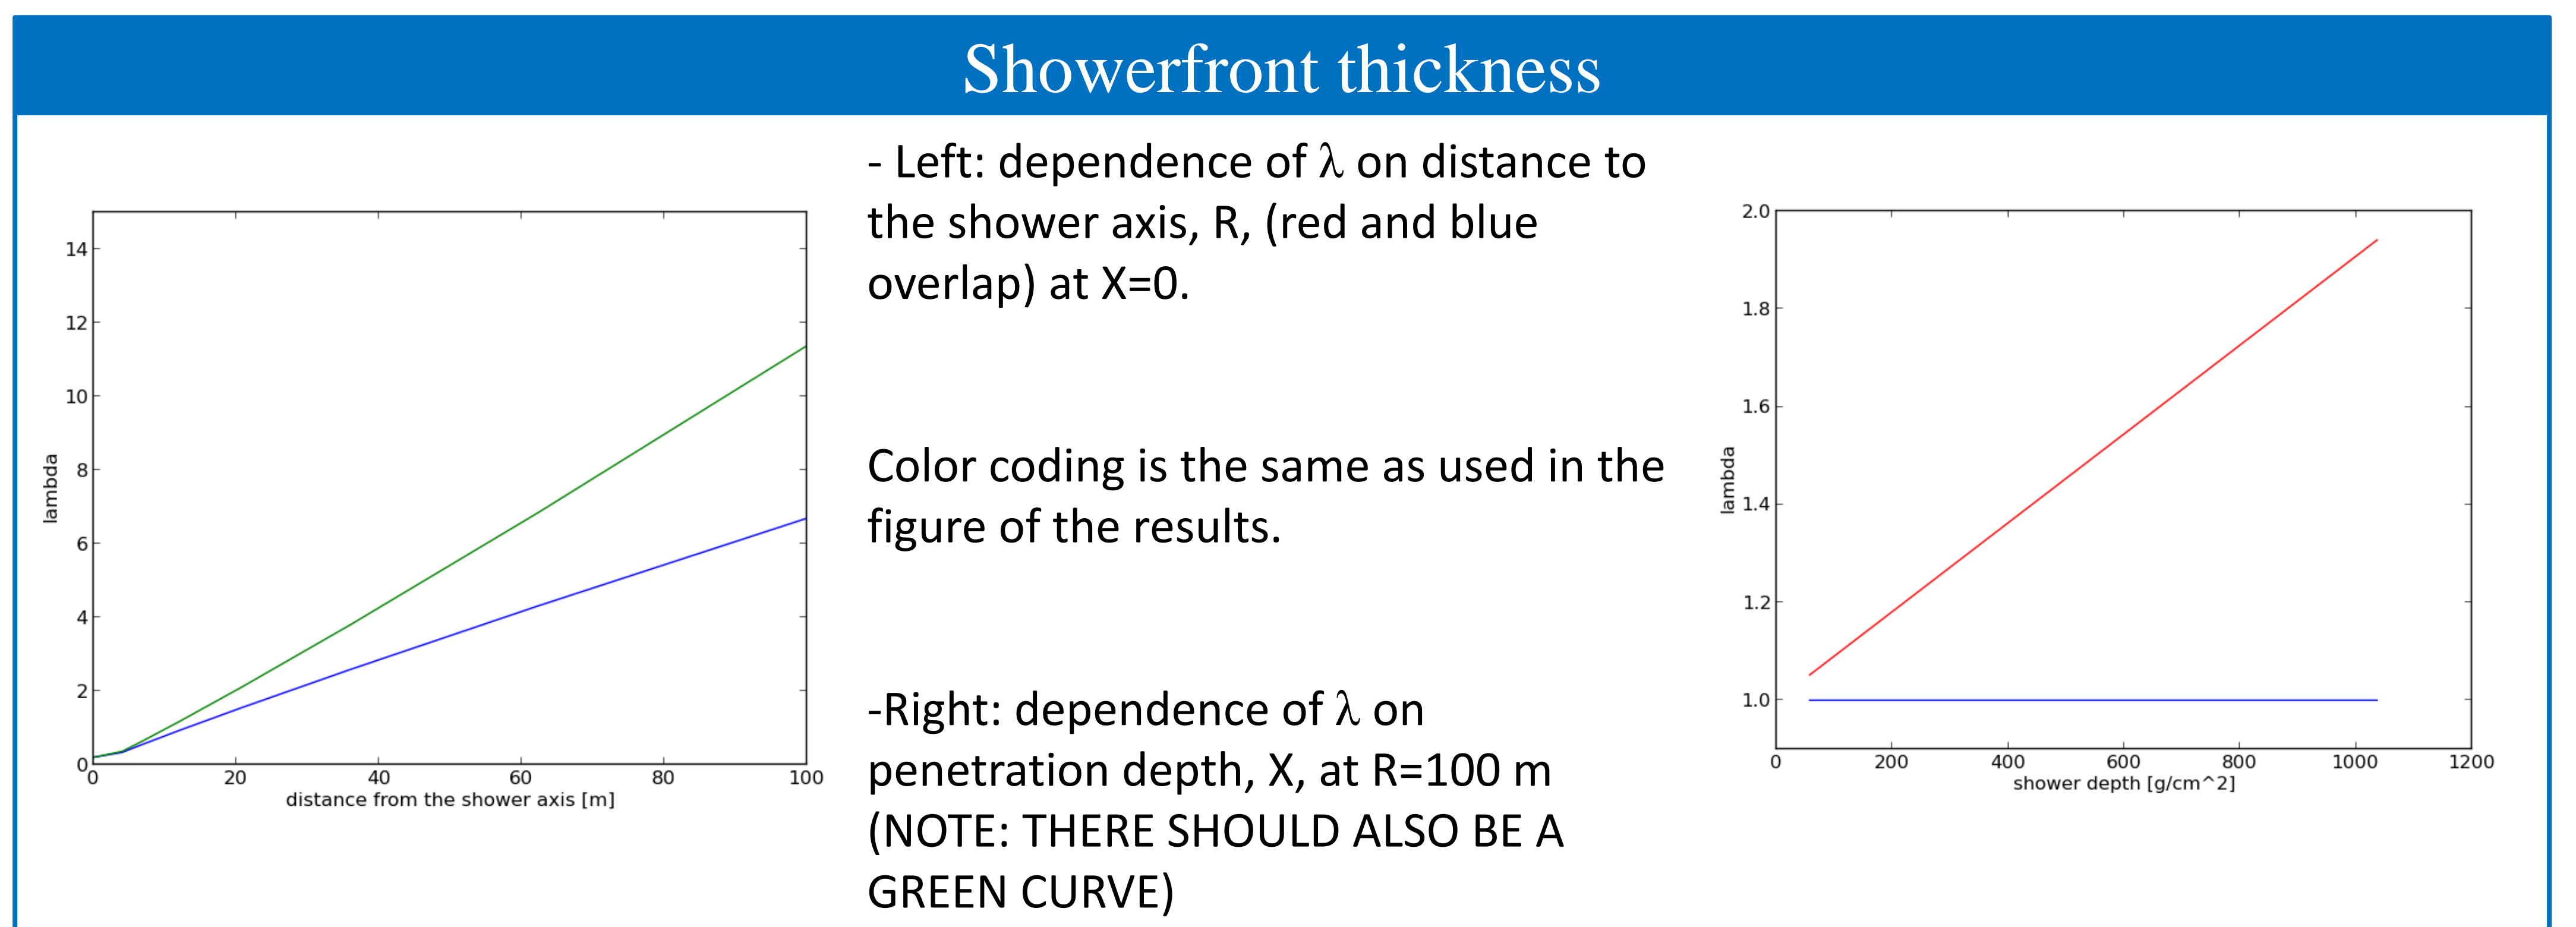 Showerfront thickness
14
12
10
8
6
4
2
0
lambda
0 20 40 60 80 100
distance from the shower axis [m]
- Left: dependence of λ on distance to
the shower axis, R, (red and blue
overlap) at X=0.
Color coding is the same as used in the
figure of the results.
-Right: dependence of λ on
penetration depth, X, at R=100 m
(NOTE: THERE SHOULD ALSO BE A
GREEN CURVE)
2.0
1.8
1.6
1.4
1.2
1.0
lambda
0 200 400 600 800 1000 1200
shower depth [g/cm^2]